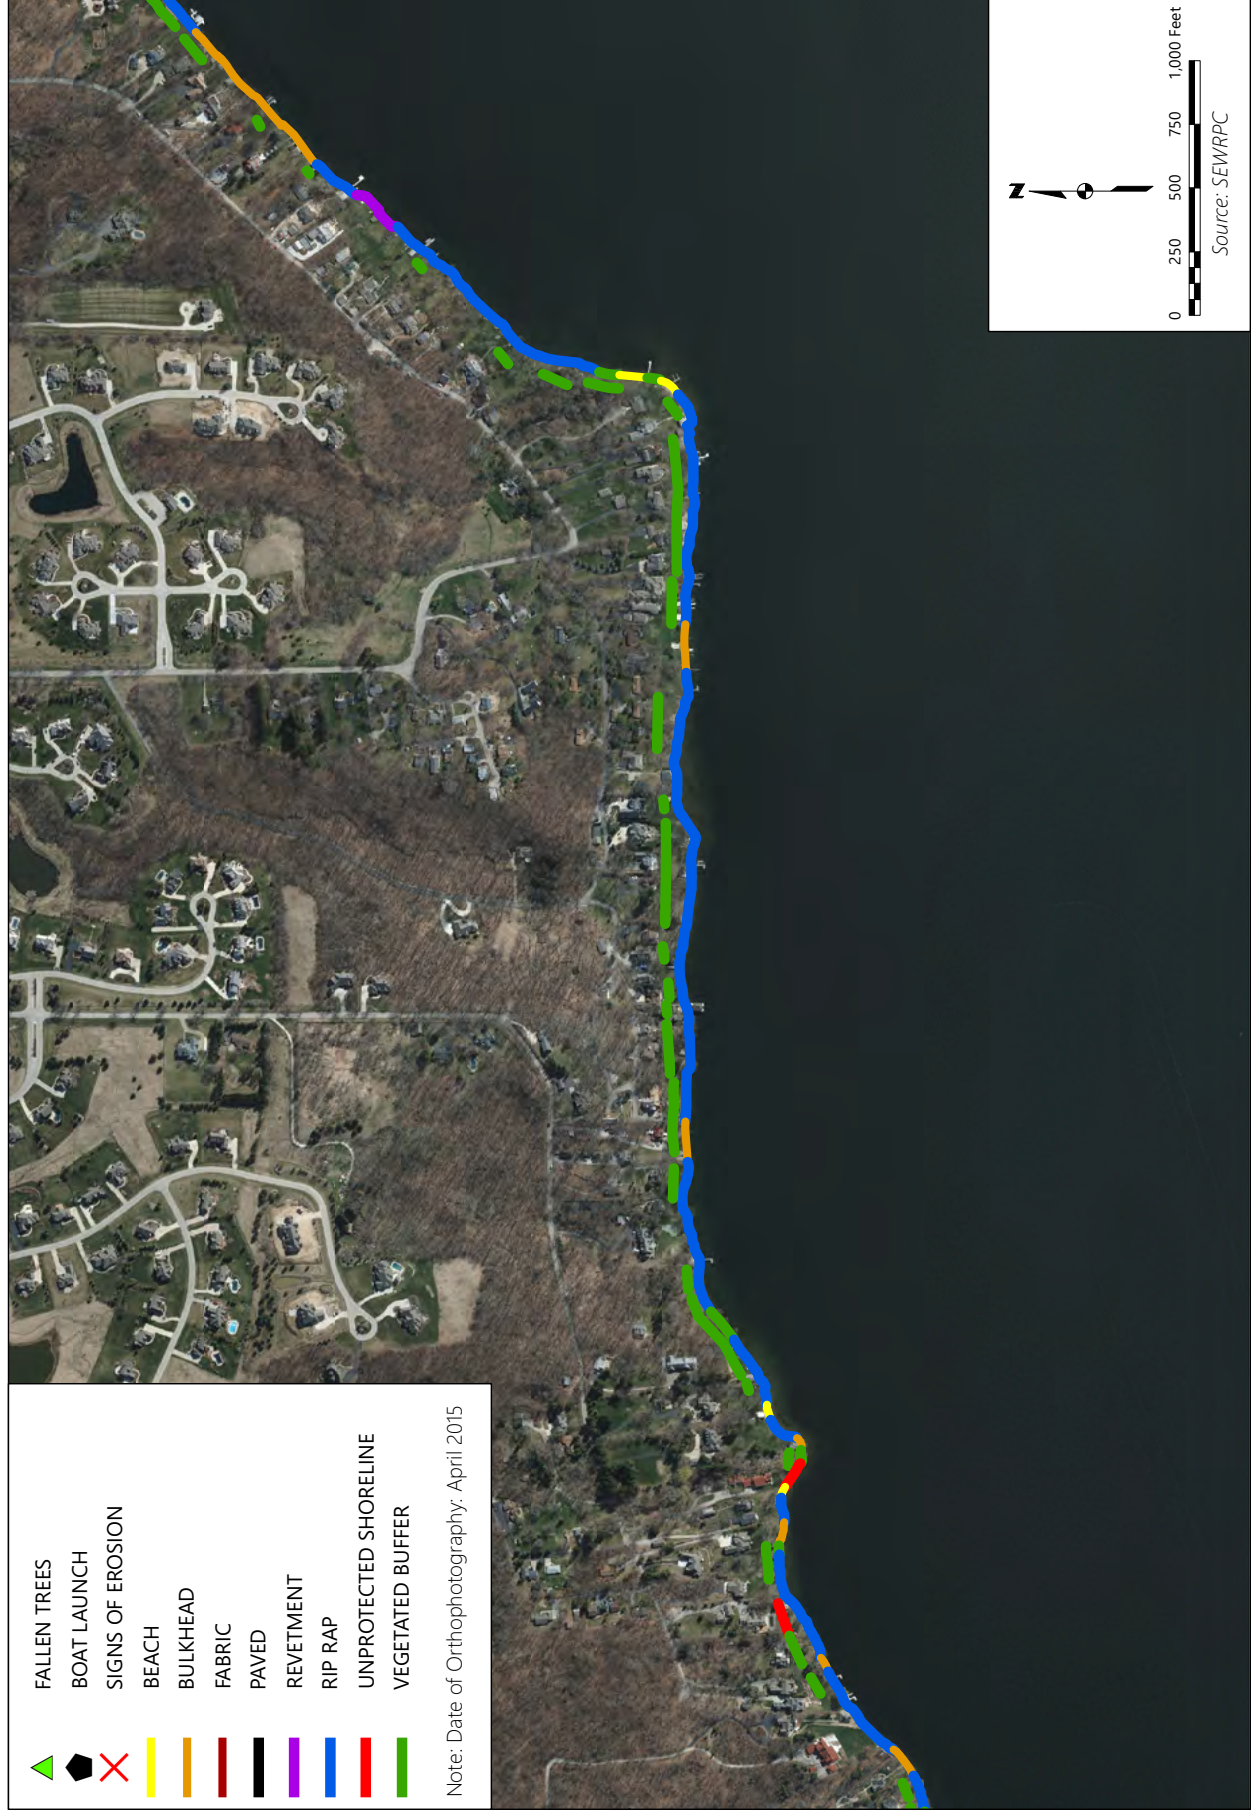 FALLEN TREES
BOAT LAUNCH
SIGNS OF EROSION
BEACH
BULKHEAD
FABRIC
PAVED
REVETMENT
RIP RAP
UNPROTECTED SHORELINE
VEGETATED BUFFER
Note: Date of Orthophotography: April 2015
N
0 250 500 750 1,000 Feet
Source: SEWRPC